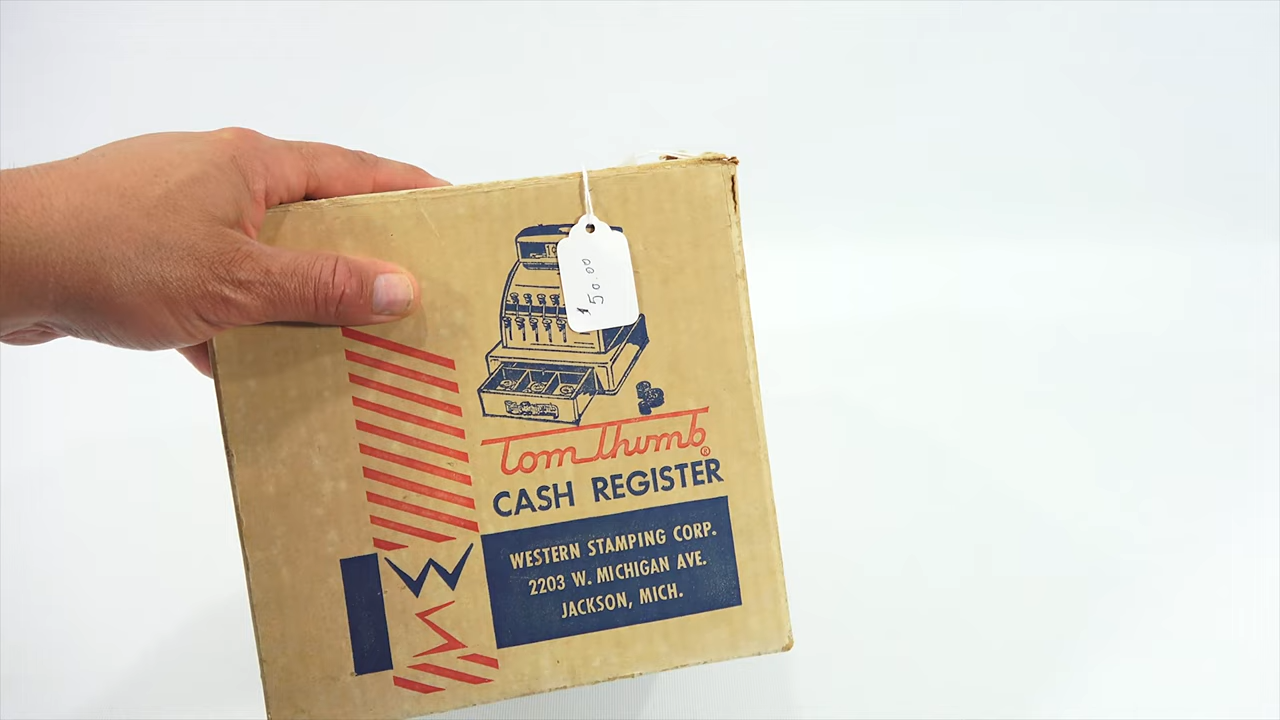 $50.00
Tom Thumb®
CASH REGISTER
WESTERN STAMPING CORP.
2203 W. MICHIGAN AVE.
JACKSON, MICH.
W
S